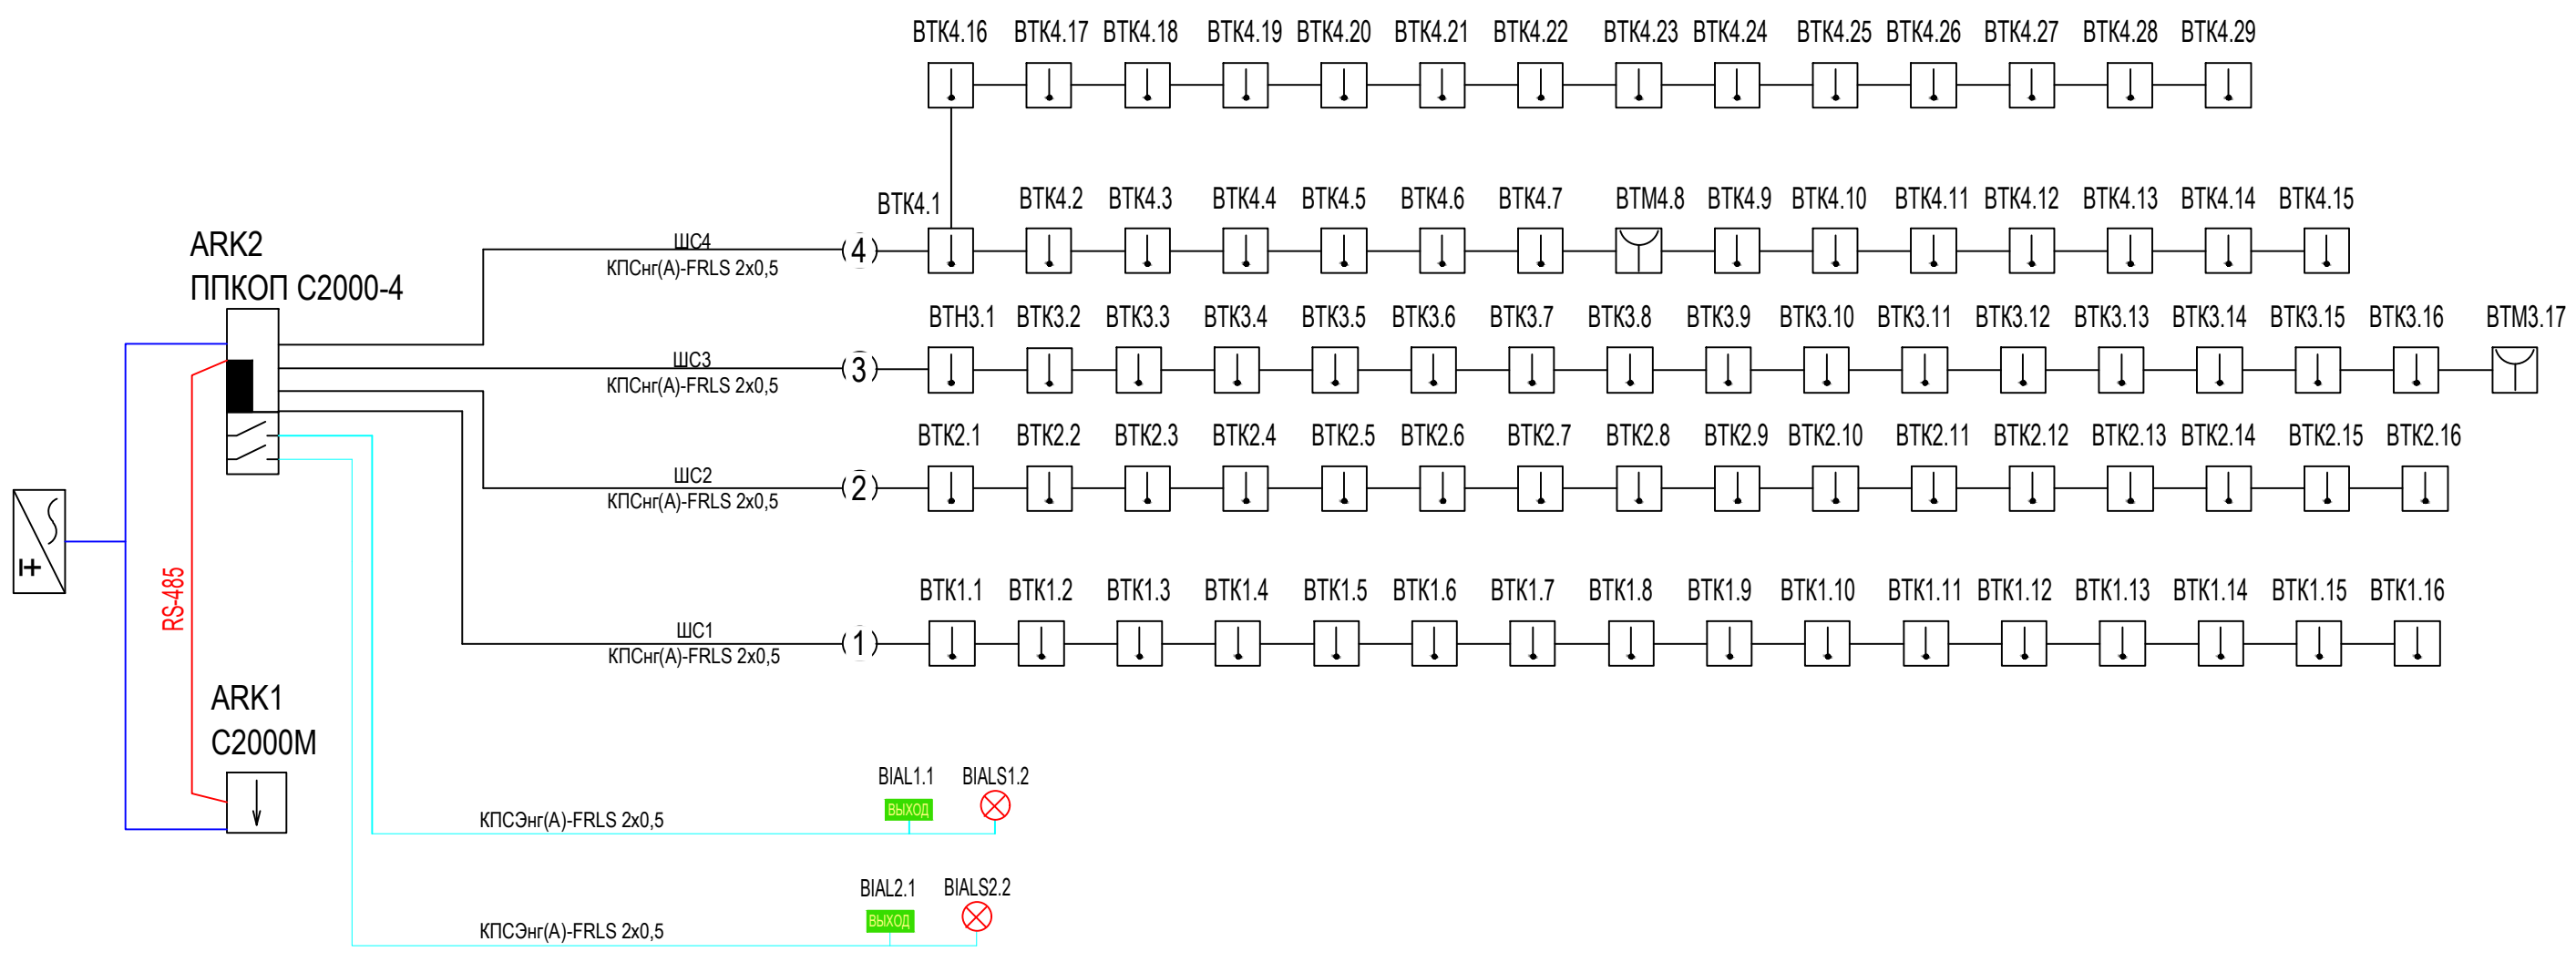 ВТК4.16 ВТК4.17 ВТК4.18 ВТК4.19 ВТК4.20 ВТК4.21 ВТК4.22 ВТК4.23 ВТК4.24 ВТК4.25 ВТК4.26 ВТК4.27 ВТК4.28 ВТК4.29
ВТК4.1 ВТК4.2 ВТК4.3 ВТК4.4 ВТК4.5 ВТК4.6 ВТК4.7 ВТМ4.8 ВТК4.9 ВТК4.10 ВТК4.11 ВТК4.12 ВТК4.13 ВТК4.14 ВТК4.15
ARK2
ППКОП С2000-4
ШС4
КПСнг(А)-FRLS 2x0,5
4
ВТН3.1 ВТК3.2 ВТК3.3 ВТК3.4 ВТК3.5 ВТК3.6 ВТК3.7 ВТК3.8 ВТК3.9 ВТК3.10 ВТК3.11 ВТК3.12 ВТК3.13 ВТК3.14 ВТК3.15 ВТК3.16 ВТМ3.17
ШС3
КПСнг(А)-FRLS 2x0,5
3
ВТК2.1 ВТК2.2 ВТК2.3 ВТК2.4 ВТК2.5 ВТК2.6 ВТК2.7 ВТК2.8 ВТК2.9 ВТК2.10 ВТК2.11 ВТК2.12 ВТК2.13 ВТК2.14 ВТК2.15 ВТК2.16
ШС2
КПСнг(А)-FRLS 2x0,5
2
RS-485
ВТК1.1 ВТК1.2 ВТК1.3 ВТК1.4 ВТК1.5 ВТК1.6 ВТК1.7 ВТК1.8 ВТК1.9 ВТК1.10 ВТК1.11 ВТК1.12 ВТК1.13 ВТК1.14 ВТК1.15 ВТК1.16
ШС1
КПСнг(А)-FRLS 2x0,5
1
ARK1
С2000М
BIAL1.1 BIALS1.2
ВЫХОД
КПСЭнг(А)-FRLS 2x0,5
BIAL2.1 BIALS2.2
ВЫХОД
КПСЭнг(А)-FRLS 2x0,5